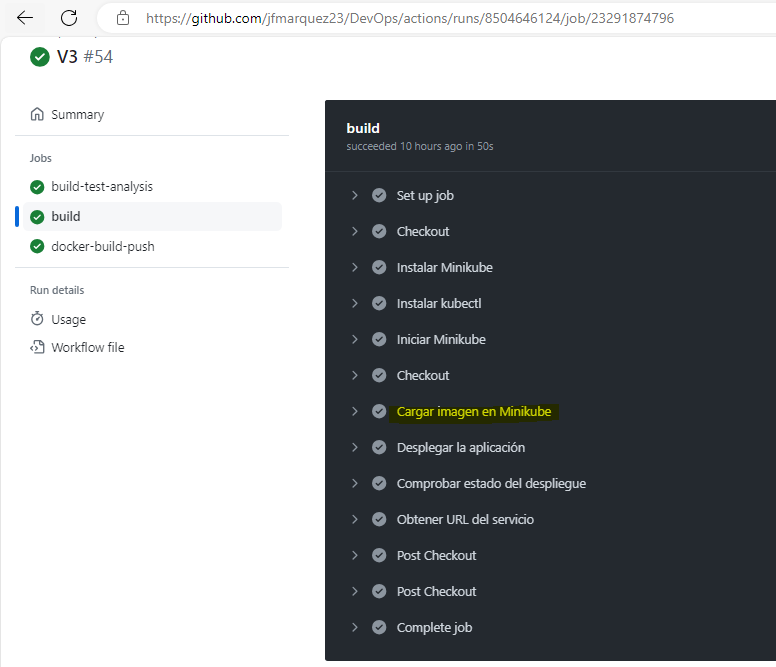 https://github.com/jfmarquez23/DevOps/actions/runs/8504646124/job/23291874796
V3 #54
Summary
Jobs
build-test-analysis
build
docker-build-push
Run details
Usage
Workflow file
build
succeeded 10 hours ago in 50s
Set up job
Checkout
Instalar Minikube
Instalar kubectl
Iniciar Minikube
Checkout
Cargar imagen en Minikube
Desplegar la aplicación
Comprobar estado del despliegue
Obtener URL del servicio
Post Checkout
Post Checkout
Complete job